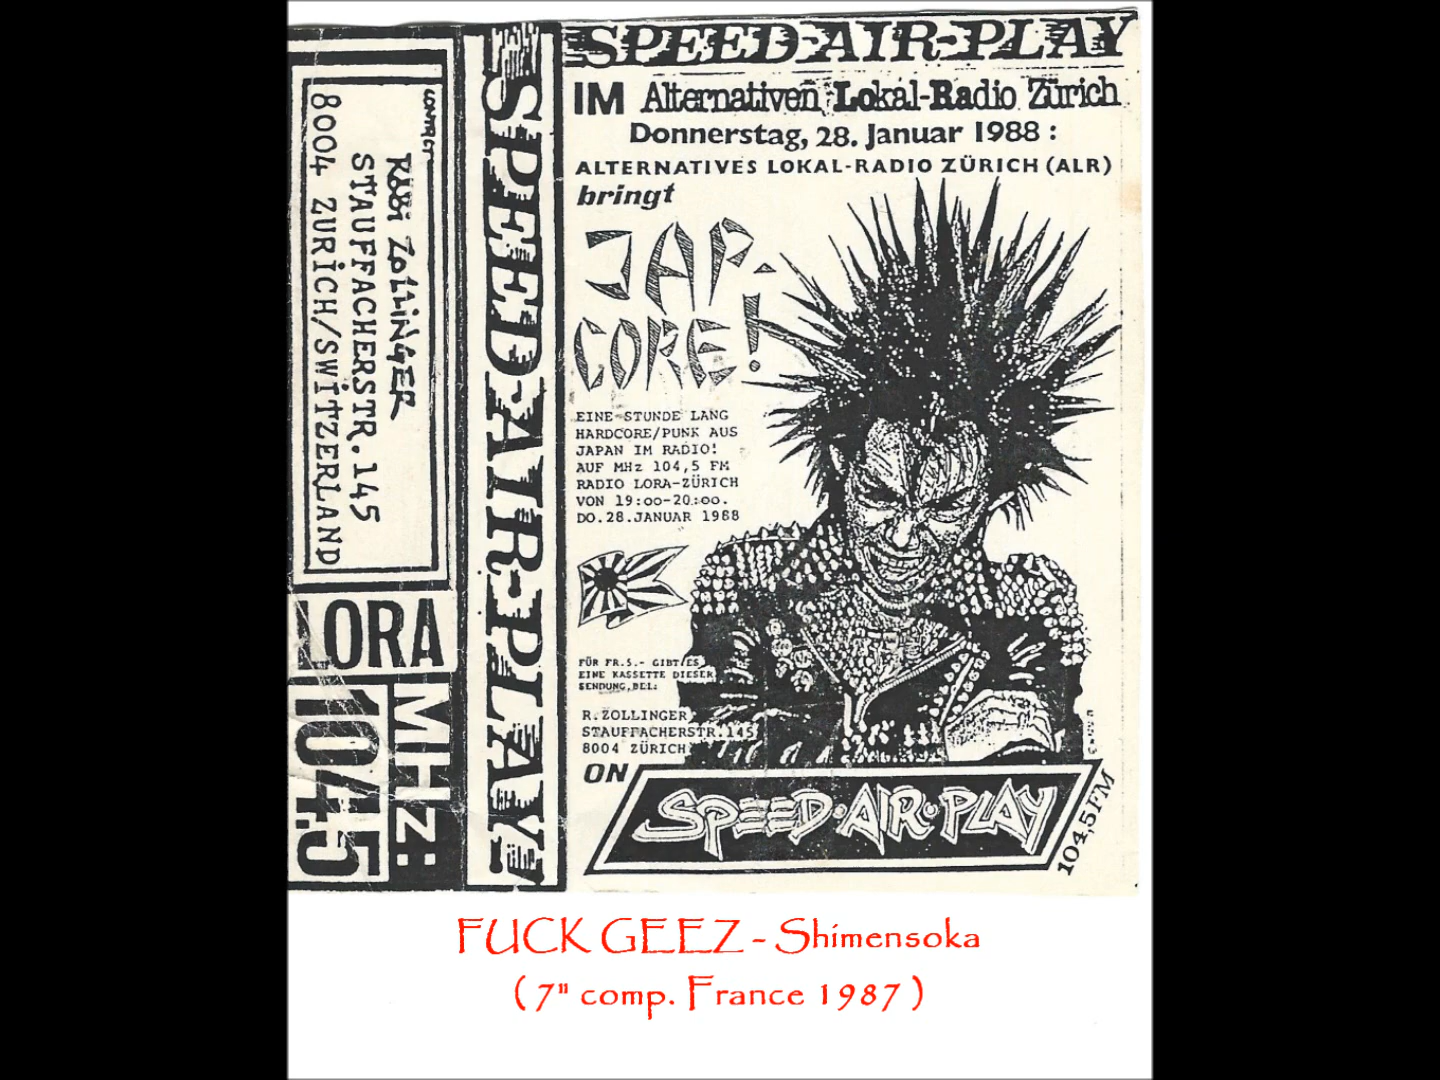 CONTACT
Röbi ZolliNGER
STAUFFACHERSTR.145
8004 ZURiCH/SWiTZERLAND
LORA
MHz:
104.5
SPEED-AIR-PLAY!
SPEED-AIR-PLAY
IM Alternativen Lokal-Radio Zürich
Donnerstag, 28. Januar 1988 :
ALTERNATIVES LOKAL-RADIO ZÜRICH (ALR)
bringt
JAP-
CORE!
EINE STUNDE LANG
HARDCORE/PUNK AUS
JAPAN IM RADIO!
AUF MHz 104,5 FM
RADIO LORA-ZÜRICH
VON 19:00-20:00.
DO.28.JANUAR 1988
FÜR FR.5.- GIBT ES
EINE KASSETTE DIESER
SENDUNG,BEI:
R.ZOLLINGER
STAUFFACHERSTR.145
8004 ZÜRICH
ON
SPEED·AIR·PLAY
104,5 FM
FUCK GEEZ - Shimensoka
( 7" comp. France 1987 )